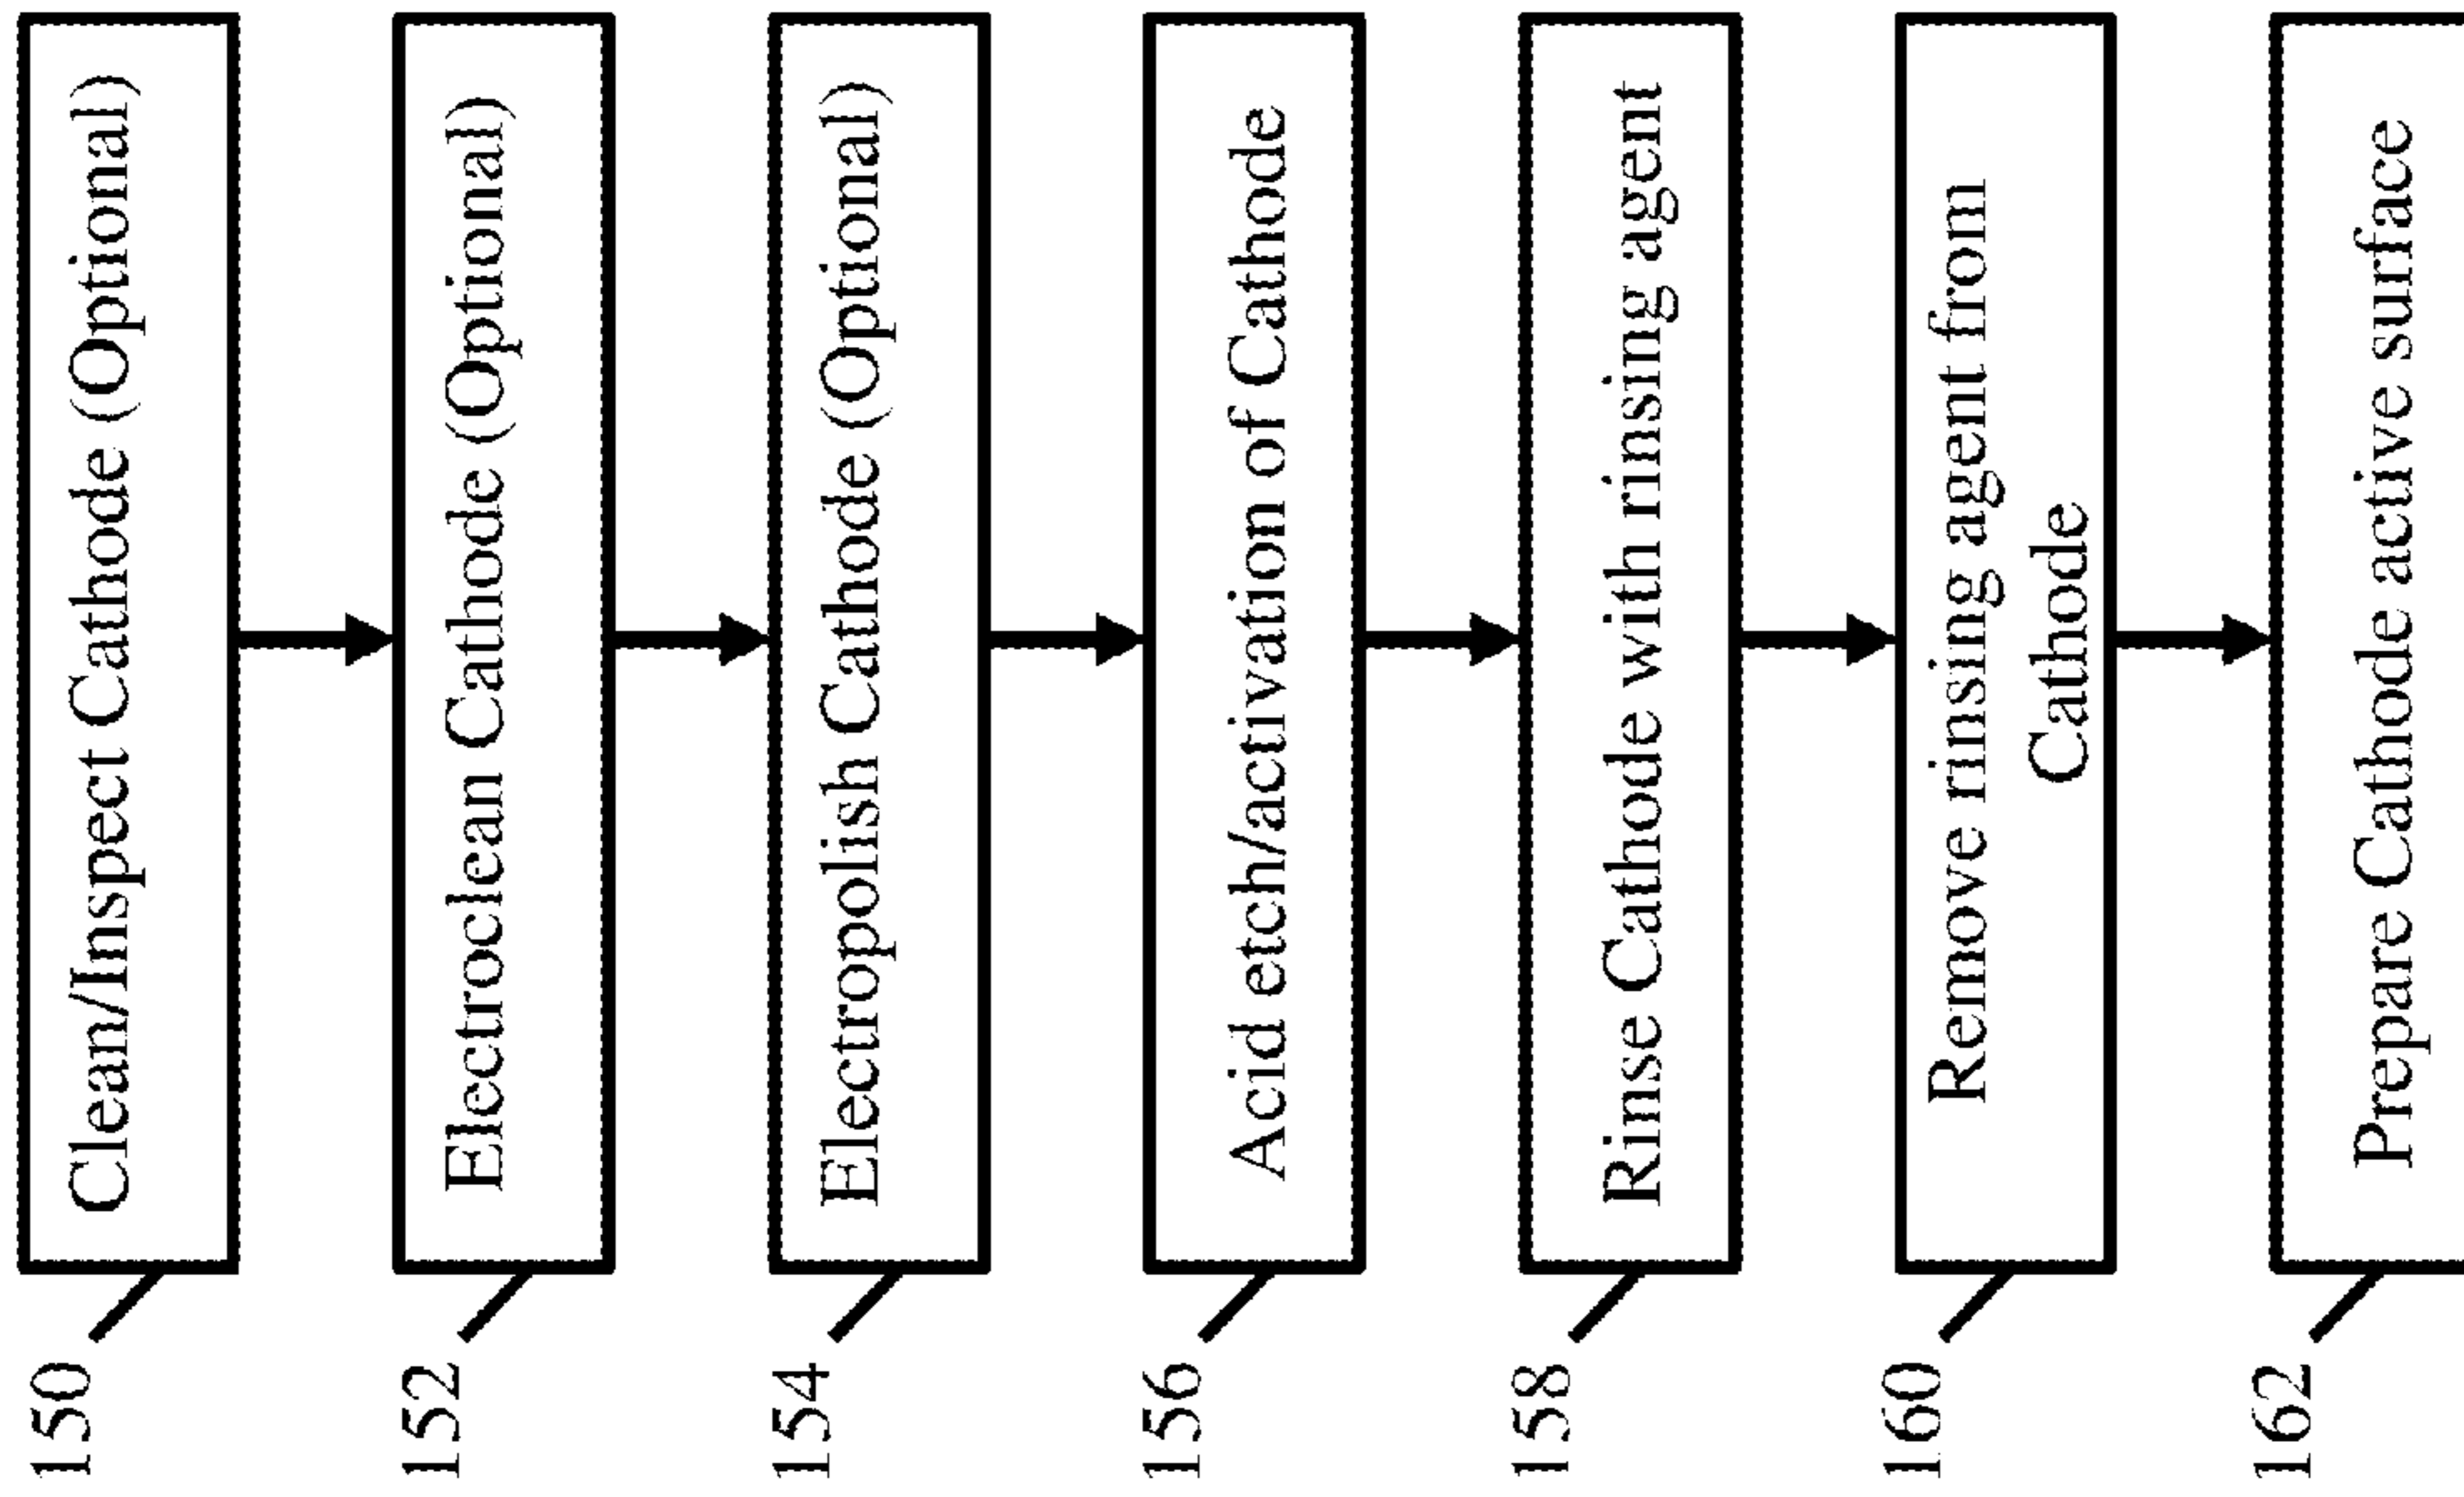 150
Clean/Inspect Cathode (Optional)
152
Electroclean Cathode (Optional)
154
Electropolish Cathode (Optional)
156
Acid etch/activation of Cathode
158
Rinse Cathode with rinsing agent
160
Remove rinsing agent from
Cathode
162
Prepare Cathode active surface